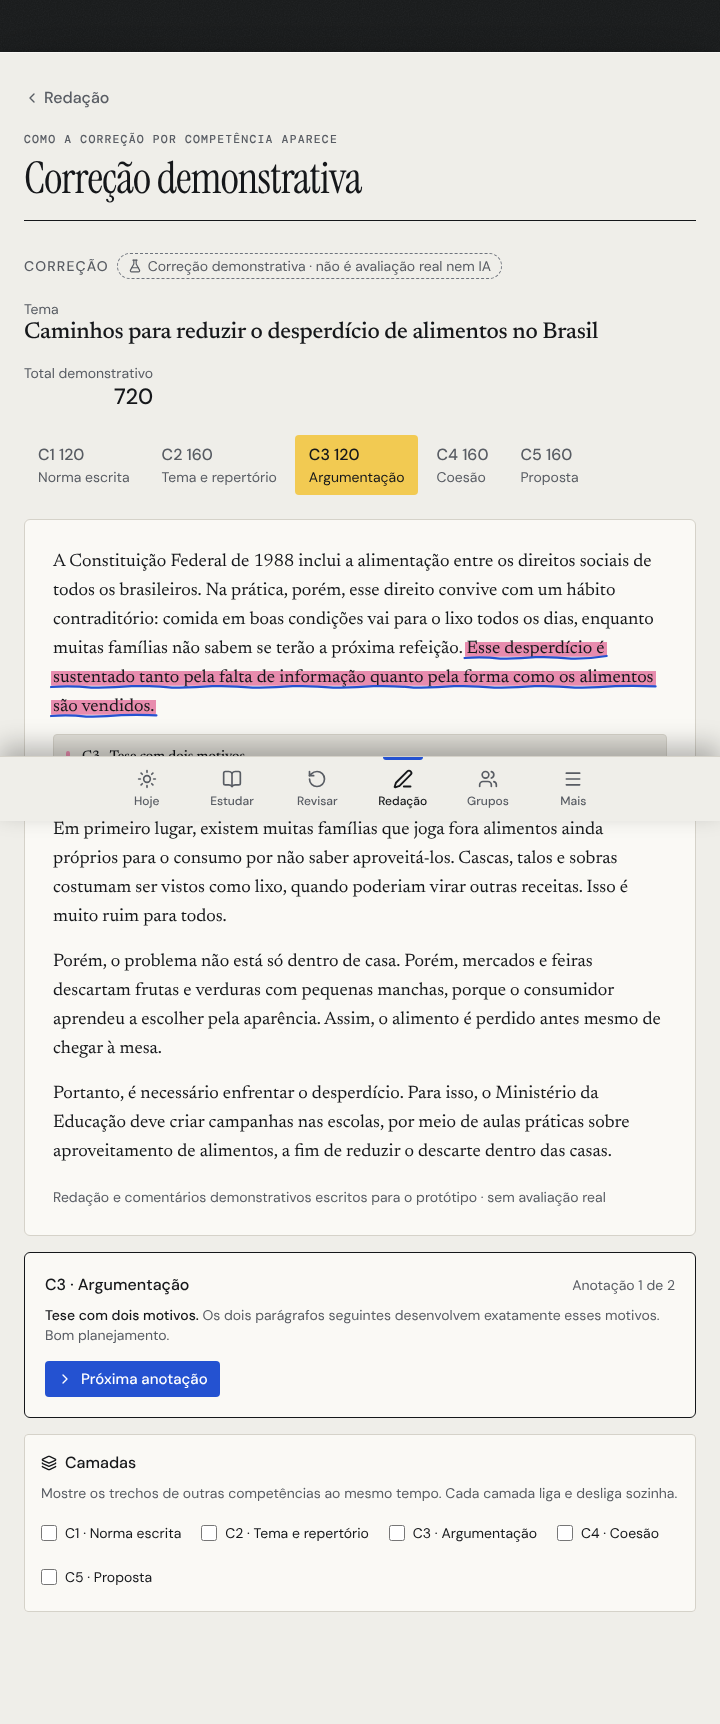 Redação
COMO A CORREÇÃO POR COMPETÊNCIA APARECE
Correção demonstrativa
CORREÇÃO
Correção demonstrativa · não é avaliação real nem IA
Tema
Caminhos para reduzir o desperdício de alimentos no Brasil
Total demonstrativo
720
C1 120
Norma escrita
C2 160
Tema e repertório
C3 120
Argumentação
C4 160
Coesão
C5 160
Proposta
A Constituição Federal de 1988 inclui a alimentação entre os direitos sociais de
todos os brasileiros. Na prática, porém, esse direito convive com um hábito
contraditório: comida em boas condições vai para o lixo todos os dias, enquanto
muitas famílias não sabem se terão a próxima refeição. Esse desperdício é
sustentado tanto pela falta de informação quanto pela forma como os alimentos
são vendidos.
C3 · Tese com dois motivos
Hoje
Estudar
Revisar
Redação
Grupos
Mais
Em primeiro lugar, existem muitas famílias que joga fora alimentos ainda
próprios para o consumo por não saber aproveitá-los. Cascas, talos e sobras
costumam ser vistos como lixo, quando poderiam virar outras receitas. Isso é
muito ruim para todos.
Porém, o problema não está só dentro de casa. Porém, mercados e feiras
descartam frutas e verduras com pequenas manchas, porque o consumidor
aprendeu a escolher pela aparência. Assim, o alimento é perdido antes mesmo de
chegar à mesa.
Portanto, é necessário enfrentar o desperdício. Para isso, o Ministério da
Educação deve criar campanhas nas escolas, por meio de aulas práticas sobre
aproveitamento de alimentos, a fim de reduzir o descarte dentro das casas.
Redação e comentários demonstrativos escritos para o protótipo · sem avaliação real
C3 · Argumentação
Anotação 1 de 2
Tese com dois motivos. Os dois parágrafos seguintes desenvolvem exatamente esses motivos.
Bom planejamento.
Próxima anotação
Camadas
Mostre os trechos de outras competências ao mesmo tempo. Cada camada liga e desliga sozinha.
C1 · Norma escrita
C2 · Tema e repertório
C3 · Argumentação
C4 · Coesão
C5 · Proposta